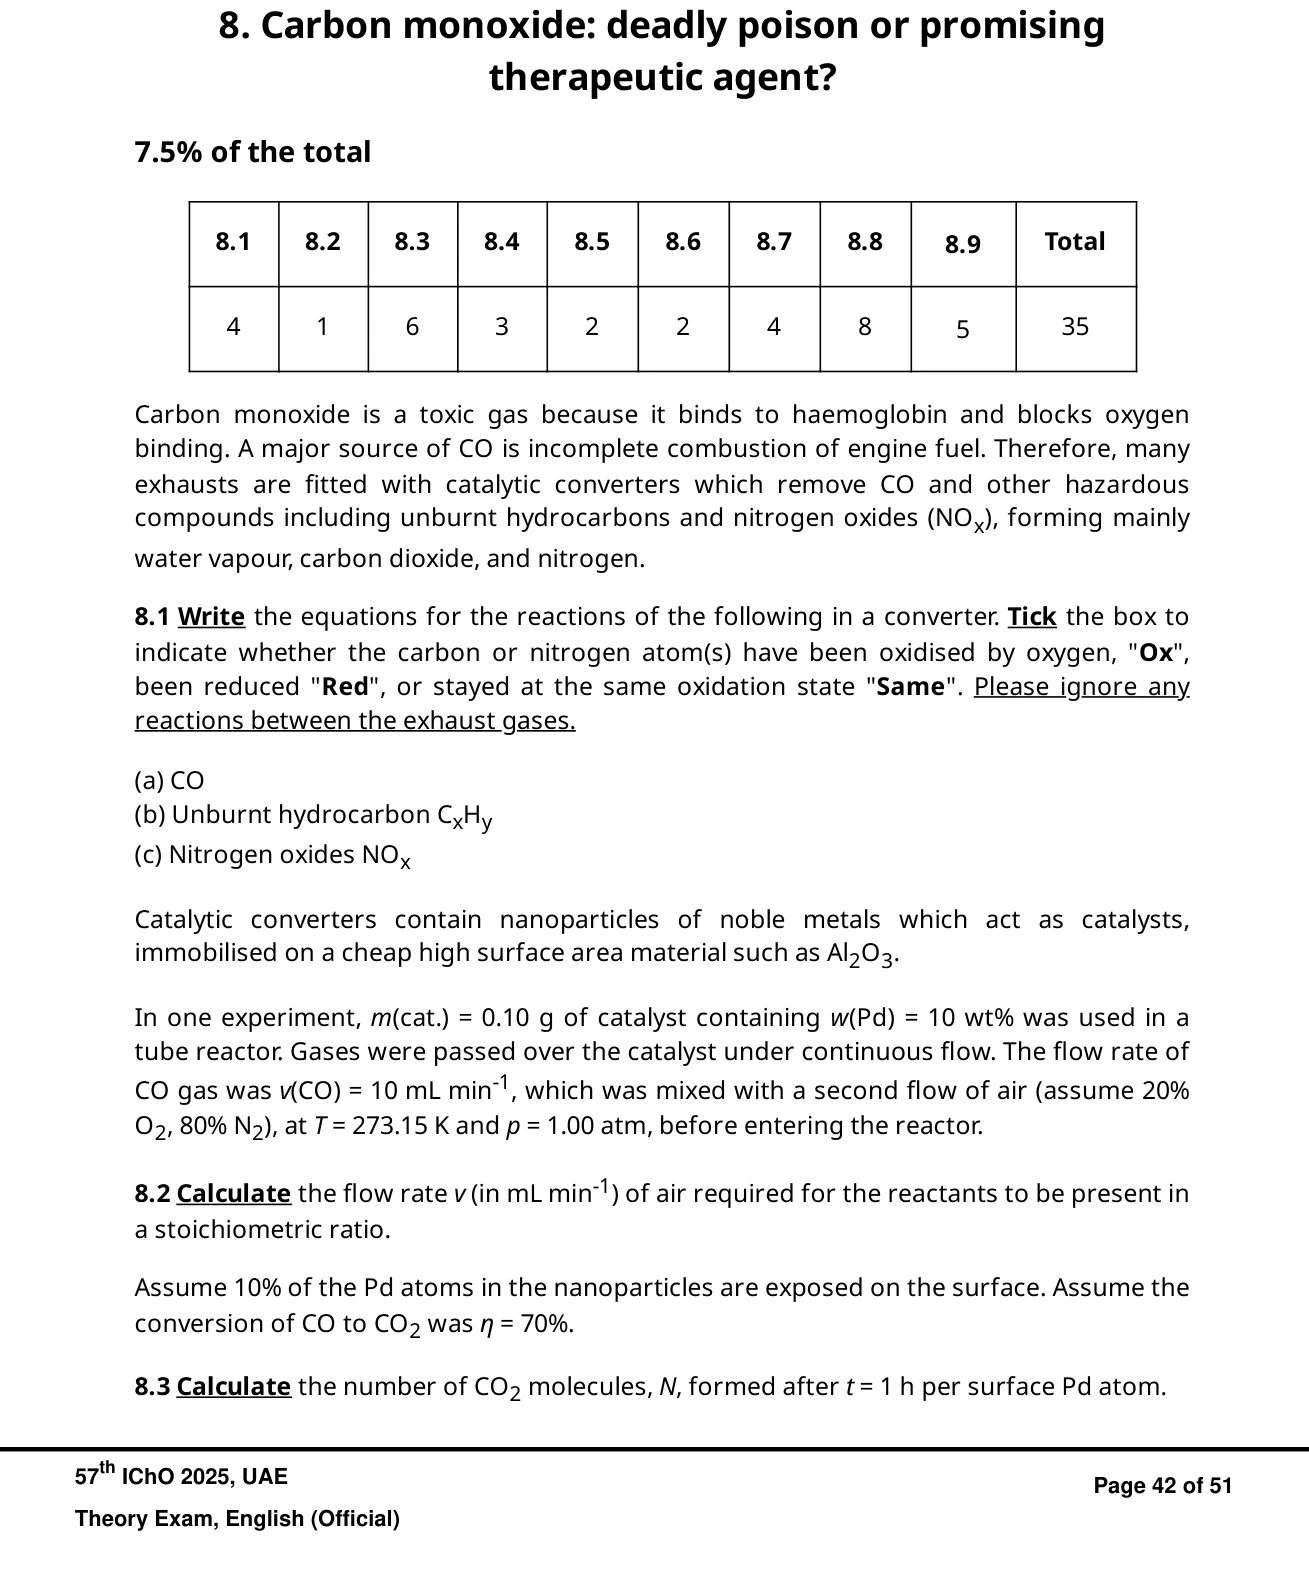 8. Carbon monoxide: deadly poison or promising
therapeutic agent?
7.5% of the total
8.1 8.2 8.3 8.4 8.5 8.6 8.7 8.8 8.9 Total
4 1 6 3 2 2 4 8 5 35
Carbon monoxide is a toxic gas because it binds to haemoglobin and blocks oxygen
binding. A major source of CO is incomplete combustion of engine fuel. Therefore, many
exhausts are fitted with catalytic converters which remove CO and other hazardous
compounds including unburnt hydrocarbons and nitrogen oxides (NOx), forming mainly
water vapour, carbon dioxide, and nitrogen.
8.1 Write the equations for the reactions of the following in a converter. Tick the box to
indicate whether the carbon or nitrogen atom(s) have been oxidised by oxygen, "Ox",
been reduced "Red", or stayed at the same oxidation state "Same". Please ignore any
reactions between the exhaust gases.
(a) CO
(b) Unburnt hydrocarbon CxHy
(c) Nitrogen oxides NOx
Catalytic converters contain nanoparticles of noble metals which act as catalysts,
immobilised on a cheap high surface area material such as Al2O3.
In one experiment, m(cat.) = 0.10 g of catalyst containing w(Pd) = 10 wt% was used in a
tube reactor. Gases were passed over the catalyst under continuous flow. The flow rate of
CO gas was v(CO) = 10 mL min-1, which was mixed with a second flow of air (assume 20%
O2, 80% N2), at T = 273.15 K and p = 1.00 atm, before entering the reactor.
8.2 Calculate the flow rate v (in mL min-1) of air required for the reactants to be present in
a stoichiometric ratio.
Assume 10% of the Pd atoms in the nanoparticles are exposed on the surface. Assume the
conversion of CO to CO2 was η = 70%.
8.3 Calculate the number of CO2 molecules, N, formed after t = 1 h per surface Pd atom.
57th IChO 2025, UAE
Page 42 of 51
Theory Exam, English (Official)